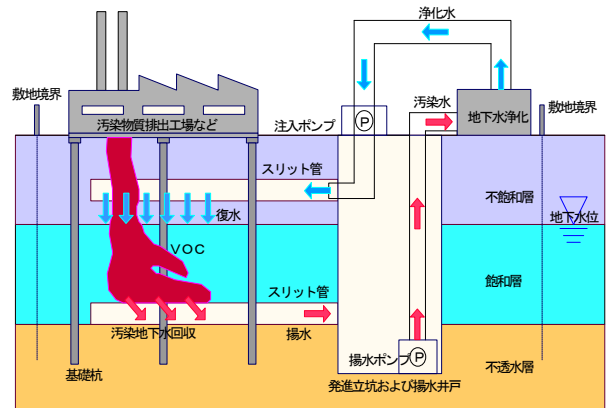 浄化水
敷地境界
汚染水
汚染物質排出工場など
注入ポンプ
P
地下水浄化
敷地境界
スリット管
不飽和層
復水
地下水位
VOC
飽和層
スリット管
汚染地下水回収
揚水
揚水ポンプ
P
不透水層
基礎杭
発進立坑および揚水井戸